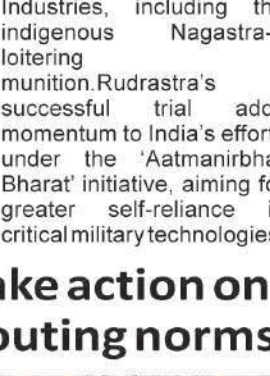 Industries, including th
indigenous Nagastra-
loitering
munition.Rudrastra's
successful trial add
momentum to India's effort
under the 'Aatmanirbha
Bharat' initiative, aiming fo
greater self-reliance i
critical military technologies
ake action on
outing norms